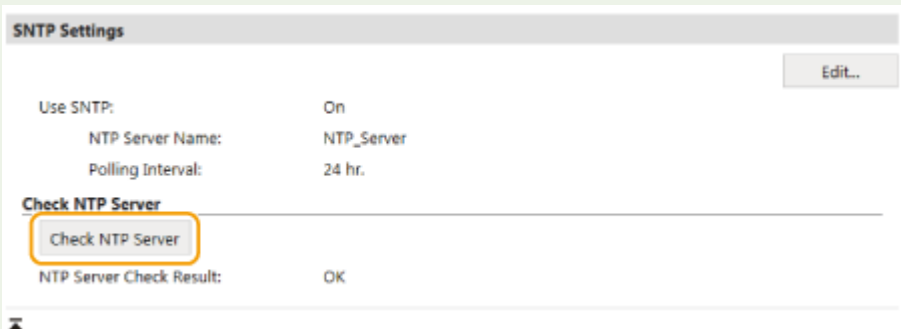 SNTP Settings
Edit...
Use SNTP: On
NTP Server Name: NTP_Server
Polling Interval: 24 hr.
Check NTP Server
Check NTP Server
NTP Server Check Result: OK